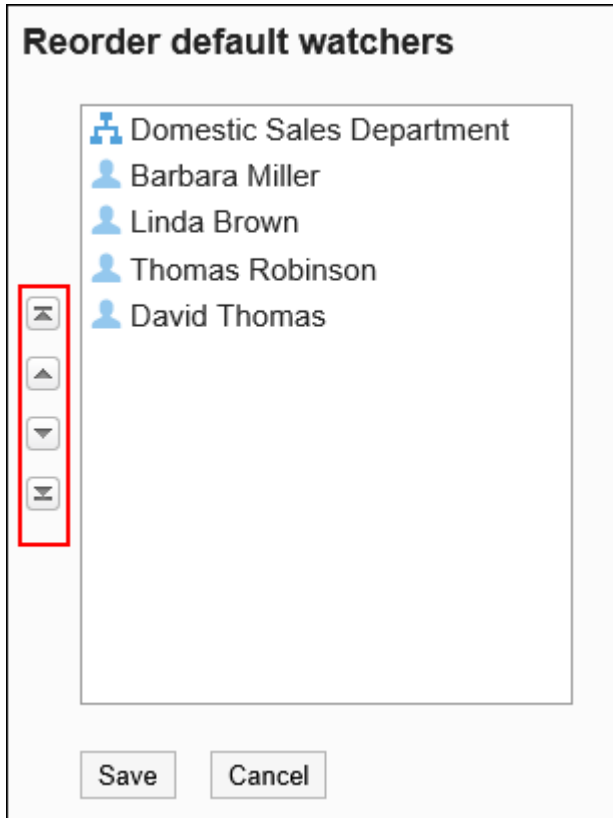 Reorder default watchers
Domestic Sales Department
Barbara Miller
Linda Brown
Thomas Robinson
David Thomas
Save Cancel